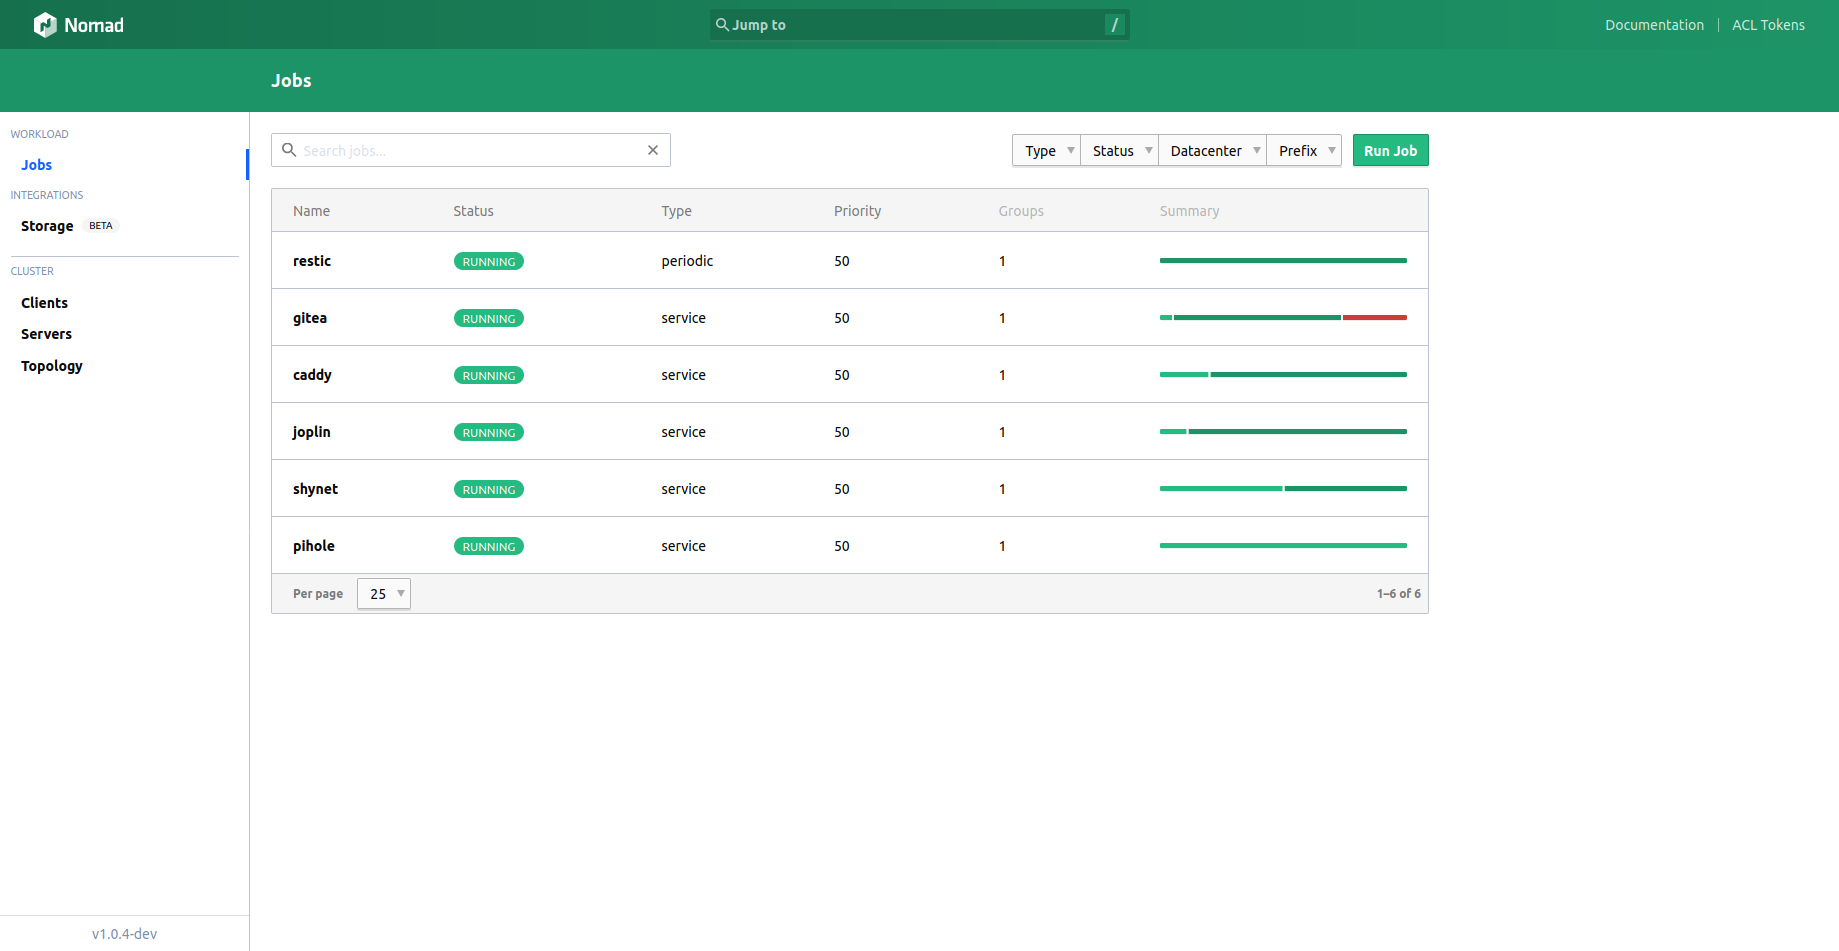 Nomad
Jump to /
Documentation | ACL Tokens
Jobs
WORKLOAD
Jobs
INTEGRATIONS
Storage BETA
CLUSTER
Clients
Servers
Topology
v1.0.4-dev
Search jobs...
Type Status Datacenter Prefix Run Job
Name Status Type Priority Groups Summary
restic RUNNING periodic 50 1
gitea RUNNING service 50 1
caddy RUNNING service 50 1
joplin RUNNING service 50 1
shynet RUNNING service 50 1
pihole RUNNING service 50 1
Per page 25 1–6 of 6